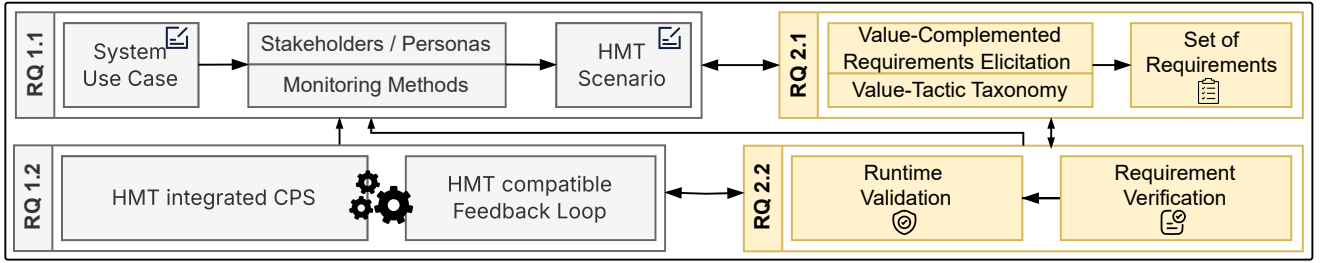 RQ 1.1
System
Use Case
Stakeholders / Personas
Monitoring Methods
HMT
Scenario
RQ 2.1
Value-Complemented
Requirements Elicitation
Value-Tactic Taxonomy
Set of
Requirements
RQ 1.2
HMT integrated CPS
HMT compatible
Feedback Loop
RQ 2.2
Runtime
Validation
Requirement
Verification